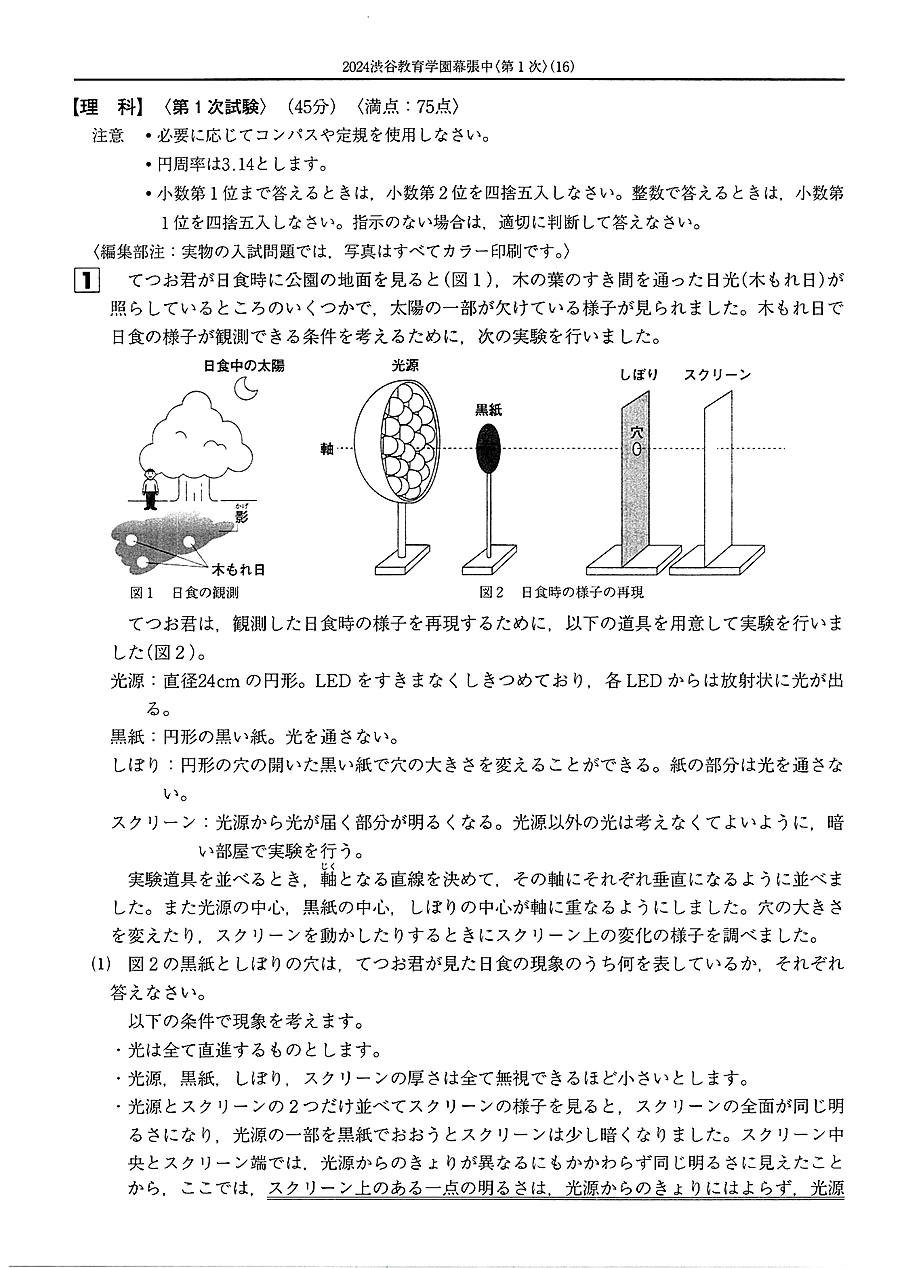 2024渋谷教育学園幕張中〈第1次〉(16)
【理　科】〈第1次試験〉（45分）〈満点：75点〉
注意　・必要に応じてコンパスや定規を使用しなさい。
・円周率は3.14とします。
・小数第1位まで答えるときは，小数第2位を四捨五入しなさい。整数で答えるときは，小数第
1位を四捨五入しなさい。指示のない場合は，適切に判断して答えなさい。
〈編集部注：実物の入試問題では，写真はすべてカラー印刷です。〉
1　てつお君が日食時に公園の地面を見ると(図1)，木の葉のすき間を通った日光(木もれ日)が
照らしているところのいくつかで，太陽の一部が欠けている様子が見られました。木もれ日で
日食の様子が観測できる条件を考えるために，次の実験を行いました。
日食中の太陽
影
かげ
木もれ日
図1　日食の観測
光源
黒紙
軸
しぼり
スクリーン
穴
図2　日食時の様子の再現
てつお君は，観測した日食時の様子を再現するために，以下の道具を用意して実験を行いま
した(図2)。
光源：直径24cmの円形。LEDをすきまなくしきつめており，各LEDからは放射状に光が出
る。
黒紙：円形の黒い紙。光を通さない。
しぼり：円形の穴の開いた黒い紙で穴の大きさを変えることができる。紙の部分は光を通さな
い。
スクリーン：光源から光が届く部分が明るくなる。光源以外の光は考えなくてよいように，暗
い部屋で実験を行う。
じく
実験道具を並べるとき，軸となる直線を決めて，その軸にそれぞれ垂直になるように並べま
した。また光源の中心，黒紙の中心，しぼりの中心が軸に重なるようにしました。穴の大きさ
を変えたり，スクリーンを動かしたりするときにスクリーン上の変化の様子を調べました。
(1)　図2の黒紙としぼりの穴は，てつお君が見た日食の現象のうち何を表しているか，それぞれ
答えなさい。
以下の条件で現象を考えます。
・光は全て直進するものとします。
・光源，黒紙，しぼり，スクリーンの厚さは全て無視できるほど小さいとします。
・光源とスクリーンの2つだけ並べてスクリーンの様子を見ると，スクリーンの全面が同じ明
るさになり，光源の一部を黒紙でおおうとスクリーンは少し暗くなりました。スクリーン中
央とスクリーン端では，光源からのきょりが異なるにもかかわらず同じ明るさに見えたこと
から，ここでは，スクリーン上のある一点の明るさは，光源からのきょりにはよらず，光源